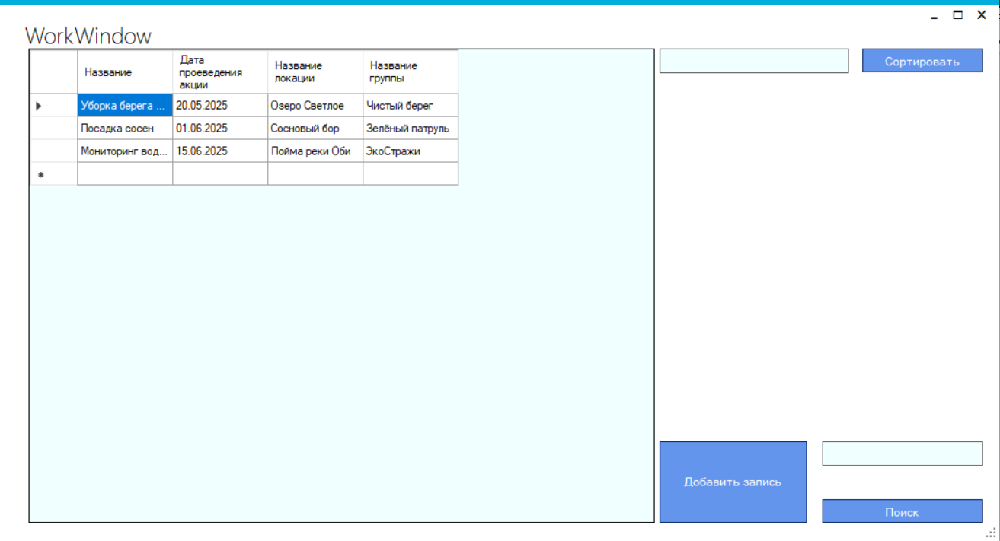 WorkWindow
Название
Дата
проеведения
акции
Название
локации
Название
группы
Сортировать
Уборка берега ...
20.05.2025
Озеро Светлое
Чистый берег
Посадка сосен
01.06.2025
Сосновый бор
Зелёный патруль
Мониторинг вод...
15.06.2025
Пойма реки Оби
ЭкоСтражи
Добавить запись
Поиск